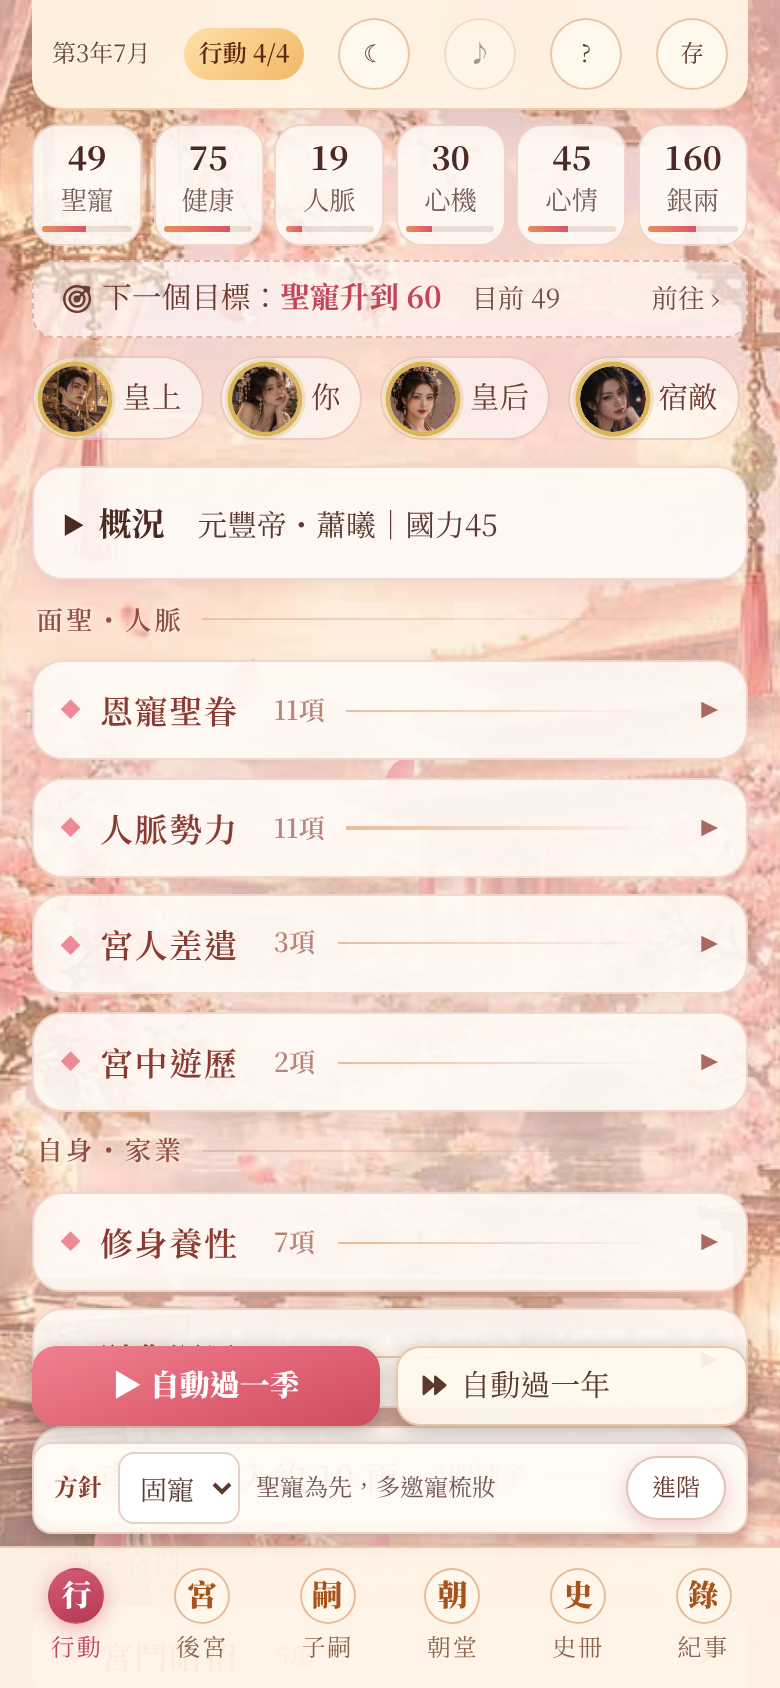 第3年7月 行動 4/4 ☾ ♪ ? 存
49 75 19 30 45 160
聖寵 健康 人脈 心機 心情 銀兩
下一個目標：聖寵升到 60 目前 49 前往 ›
皇上 你 皇后 宿敵
▶ 概況 元豐帝・蕭曦｜國力45
面聖・人脈
恩寵聖眷 11項 ▶
人脈勢力 11項 ▶
宮人差遣 3項 ▶
宮中遊歷 2項 ▶
自身・家業
修身養性 7項 ▶
▶ 自動過一季 自動過一年
方針 固寵 聖寵為先，多邀寵梳妝 進階
行 宮 嗣 朝 史 錄
行動 後宮 子嗣 朝堂 史冊 紀事